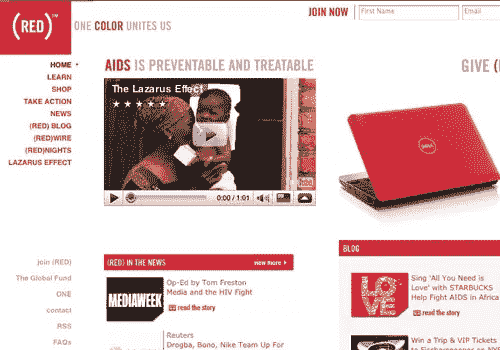 (RED)™
ONE COLOR UNITES US
JOIN NOW
First Name
Email
HOME
LEARN
SHOP
TAKE ACTION
NEWS
(RED) BLOG
(RED)WIRE
(RED)NIGHTS
LAZARUS EFFECT
join (RED)
The Global Fund
ONE
contact
RSS
FAQs
AIDS IS PREVENTABLE AND TREATABLE
The Lazarus Effect
0:00 / 1:01
GIVE (
DELL
(RED) IN THE NEWS
view more
MEDIAWEEK
Op-Ed by Tom Freston
Media and the HIV Fight
read the story
Reuters
Drogba, Bono, Nike Team Up For
BLOG
LOVE
Sing 'All You Need is
Love' with STARBUCKS
Help Fight AIDS in Africa
read the story
Win a Trip & VIP Tickets